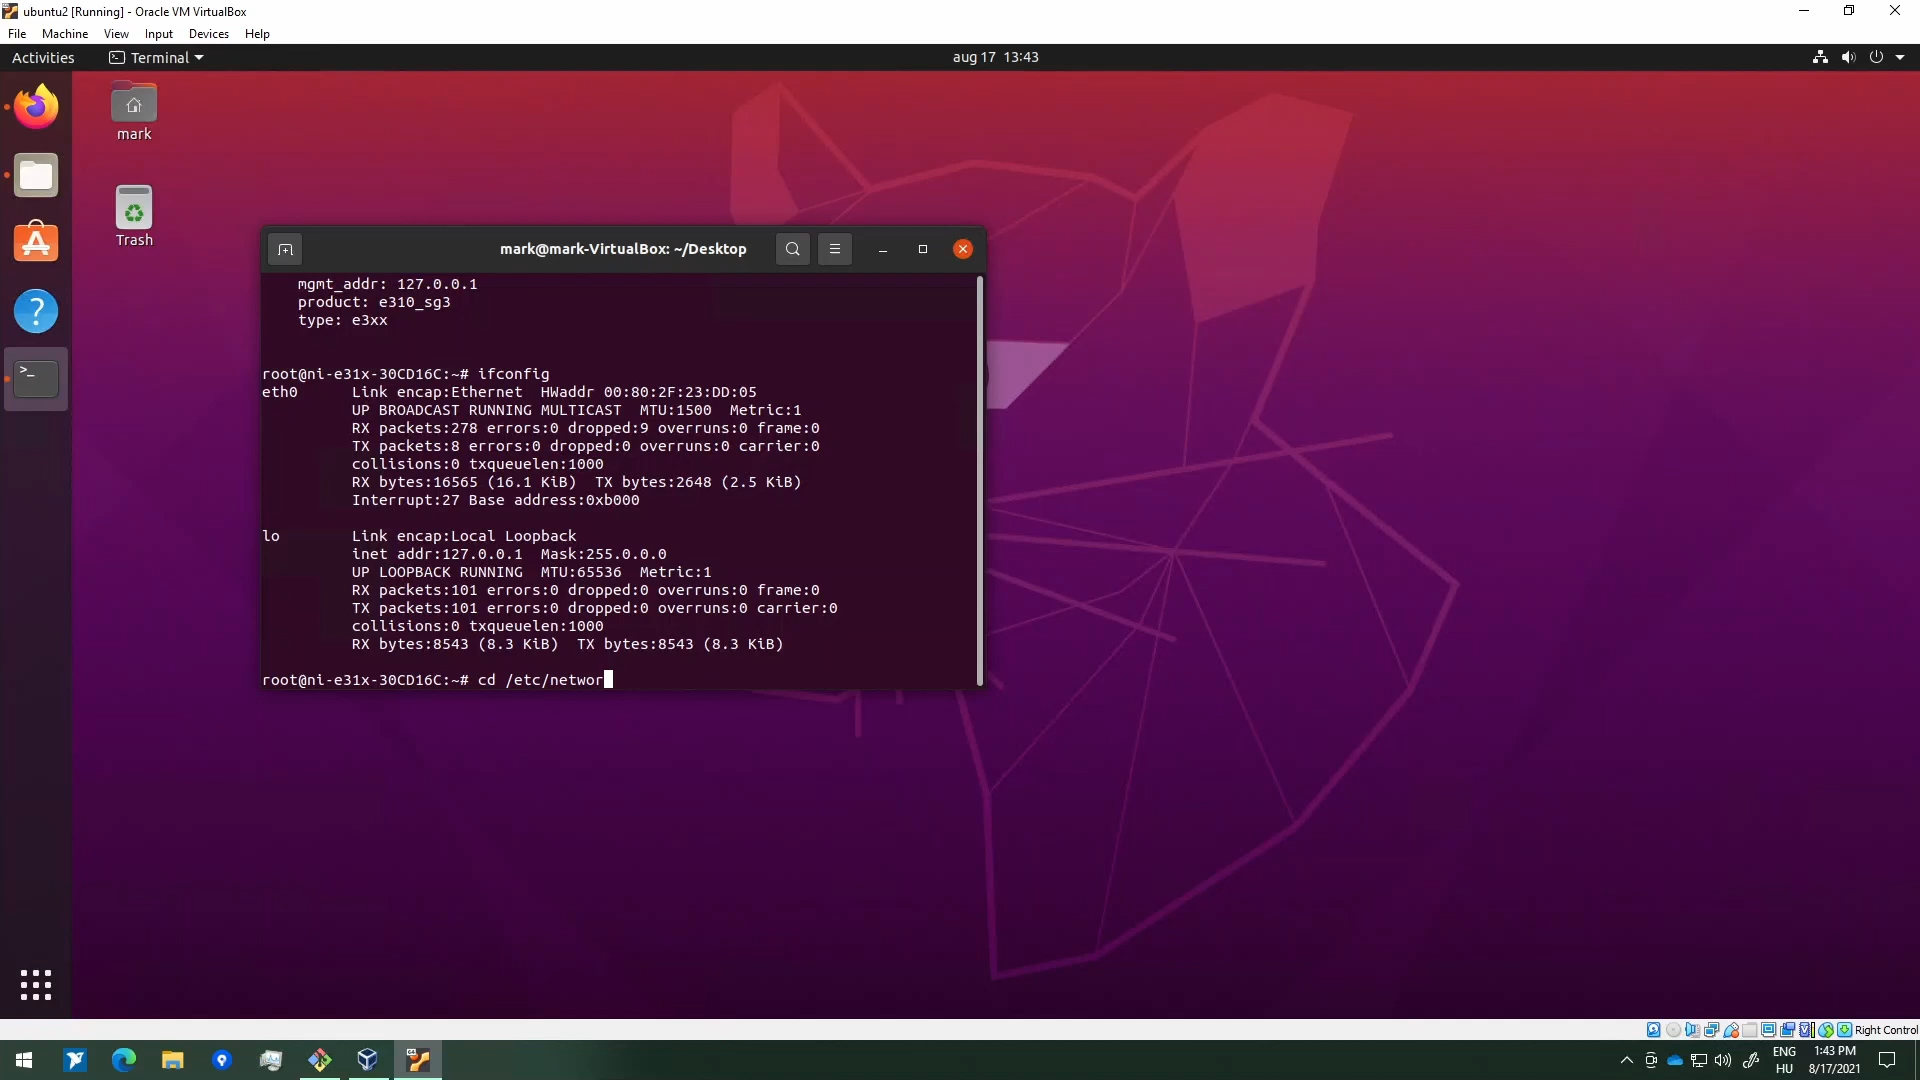 ubuntu2 [Running] - Oracle VM VirtualBox
File Machine View Input Devices Help
Activities Terminal aug 17 13:43
mark
Trash
mark@mark-VirtualBox: ~/Desktop
mgmt_addr: 127.0.0.1
product: e310_sg3
type: e3xx
root@ni-e31x-30CD16C:~# ifconfig
eth0 Link encap:Ethernet HWaddr 00:80:2F:23:DD:05
UP BROADCAST RUNNING MULTICAST MTU:1500 Metric:1
RX packets:278 errors:0 dropped:9 overruns:0 frame:0
TX packets:8 errors:0 dropped:0 overruns:0 carrier:0
collisions:0 txqueuelen:1000
RX bytes:16565 (16.1 KiB) TX bytes:2648 (2.5 KiB)
Interrupt:27 Base address:0xb000
lo Link encap:Local Loopback
inet addr:127.0.0.1 Mask:255.0.0.0
UP LOOPBACK RUNNING MTU:65536 Metric:1
RX packets:101 errors:0 dropped:0 overruns:0 frame:0
TX packets:101 errors:0 dropped:0 overruns:0 carrier:0
collisions:0 txqueuelen:1000
RX bytes:8543 (8.3 KiB) TX bytes:8543 (8.3 KiB)
root@ni-e31x-30CD16C:~# cd /etc/networ
Right Control
ENG 1:43 PM
HU 8/17/2021